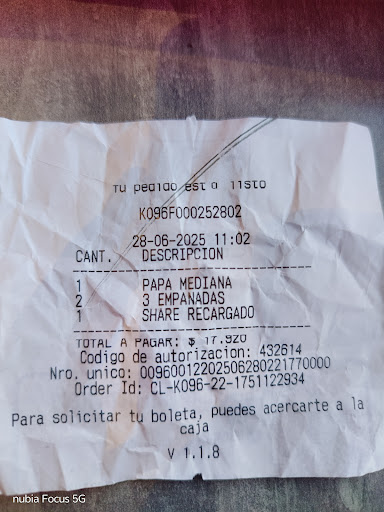 Tu pedido esta listo
K096F000252802
28-06-2025 11:02
CANT. DESCRIPCION
1 PAPA MEDIANA
2 3 EMPANADAS
1 SHARE RECARGADO
TOTAL A PAGAR: $ 17.920
Codigo de autorizacion: 432614
Nro. unico: 00960012202506280221770000
Order Id: CL-K096-22-1751122934
Para solicitar tu boleta, puedes acercarte a la
caja
V 1.1.8
nubia Focus 5G